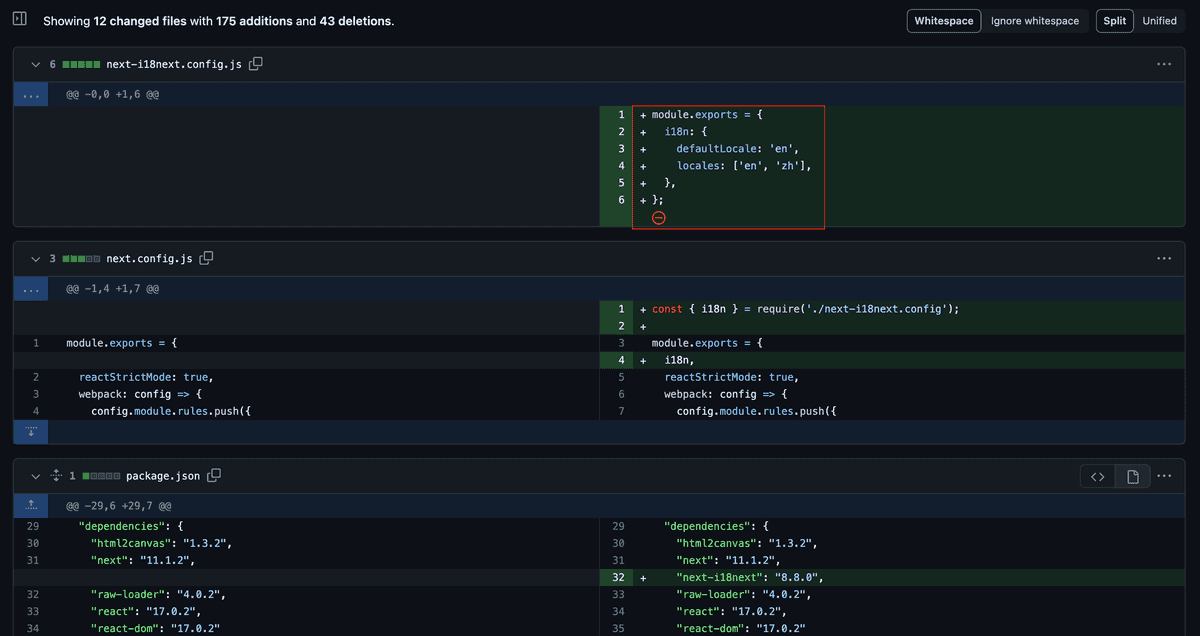 Showing 12 changed files with 175 additions and 43 deletions.
Whitespace Ignore whitespace Split Unified
6 next-i18next.config.js
... @@ -0,0 +1,6 @@
1 + module.exports = {
2 + i18n: {
3 + defaultLocale: 'en',
4 + locales: ['en', 'zh'],
5 + },
6 + };
3 next.config.js
... @@ -1,4 +1,7 @@
1 + const { i18n } = require('./next-i18next.config');
2 +
1 module.exports = { 3 module.exports = {
4 + i18n,
2 reactStrictMode: true, 5 reactStrictMode: true,
3 webpack: config => { 6 webpack: config => {
4 config.module.rules.push({ 7 config.module.rules.push({
1 package.json
@@ -29,6 +29,7 @@
29 "dependencies": { 29 "dependencies": {
30 "html2canvas": "1.3.2", 30 "html2canvas": "1.3.2",
31 "next": "11.1.2", 31 "next": "11.1.2",
32 + "next-i18next": "8.8.0",
32 "raw-loader": "4.0.2", 33 "raw-loader": "4.0.2",
33 "react": "17.0.2", 34 "react": "17.0.2",
34 "react-dom": "17.0.2" 35 "react-dom": "17.0.2"